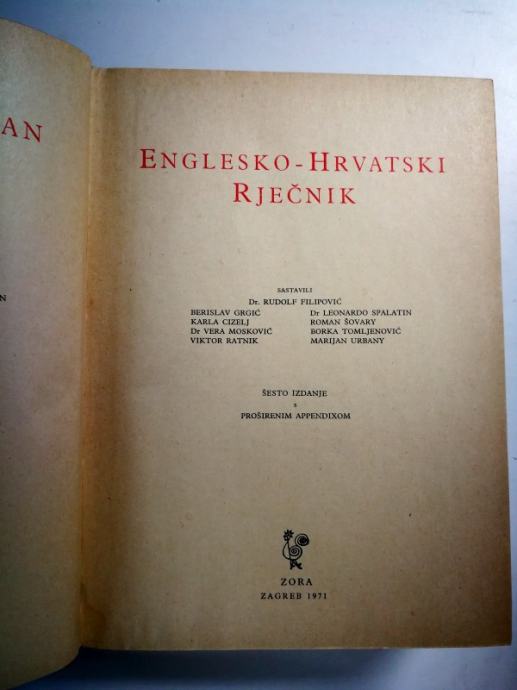 AN
N
ENGLESKO-HRVATSKI
RJEČNIK
SASTAVILI
Dr. RUDOLF FILIPOVIĆ
BERISLAV GRGIĆ
KARLA CIZELJ
Dr VERA MOSKOVIĆ
VIKTOR RATNIK
Dr LEONARDO SPALATIN
ROMAN ŠOVARY
BORKA TOMLJENOVIĆ
MARIJAN URBANY
ŠESTO IZDANJE
s
PROŠIRENIM APPENDIXOM
ZORA
ZAGREB 1971